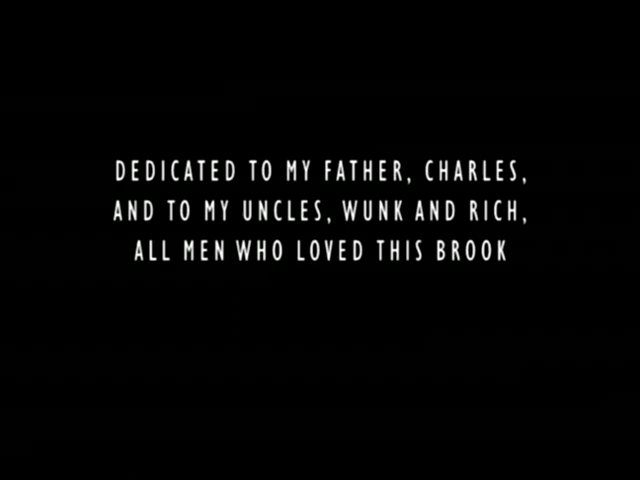 DEDICATED TO MY FATHER, CHARLES,
AND TO MY UNCLES, WUNK AND RICH,
ALL MEN WHO LOVED THIS BROOK